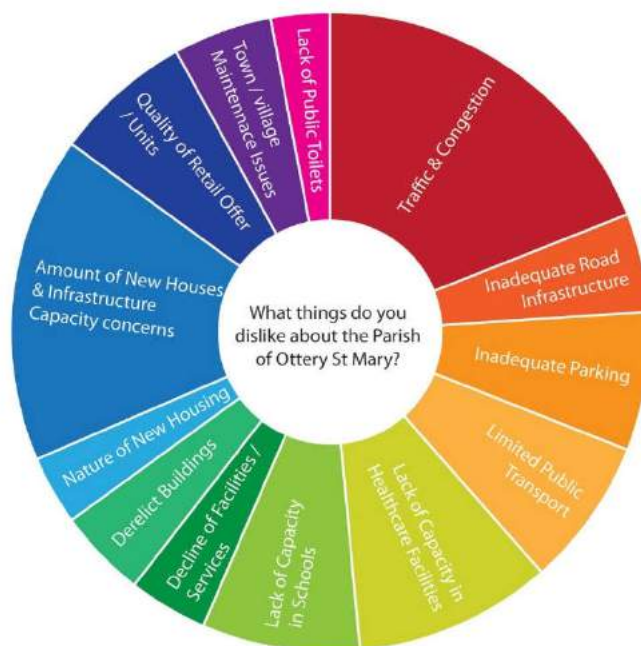 What things do you
dislike about the Parish
of Ottery St Mary?
Traffic & Congestion
Inadequate Road
Infrastructure
Inadequate Parking
Limited Public
Transport
Lack of Capacity in
Healthcare Facilities
Lack of Capacity
in Schools
Decline of Facilities /
Services
Derelict Buildings
Nature of New Housing
Amount of New Houses
& Infrastructure
Capacity concerns
Quality of Retail Offer
/ Units
Town / village
Maintennace Issues
Lack of Public Toilets